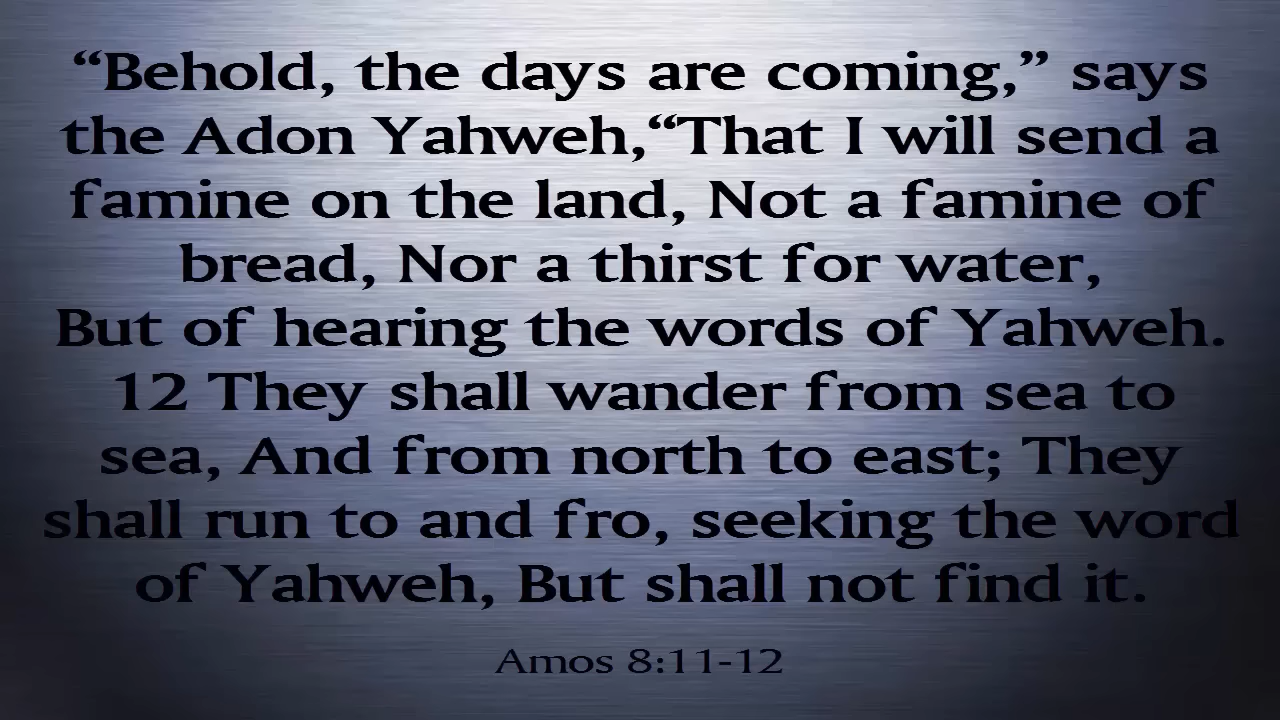 “Behold, the days are coming,” says
the Adon Yahweh,“That I will send a
famine on the land, Not a famine of
bread, Nor a thirst for water,
But of hearing the words of Yahweh.
12 They shall wander from sea to
sea, And from north to east; They
shall run to and fro, seeking the word
of Yahweh, But shall not find it.
Amos 8:11-12